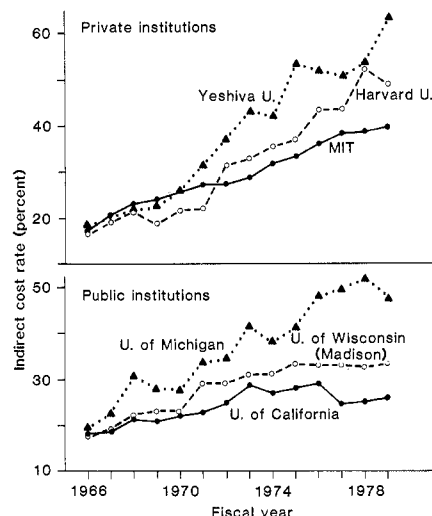 60
Private institutions
Yeshiva U.
Harvard U.
40
MIT
20
Indirect cost rate (percent)
50
Public institutions
U. of Michigan
U. of Wisconsin
(Madison)
30
U. of California
10
1966 1970 1974 1978
Fiscal year